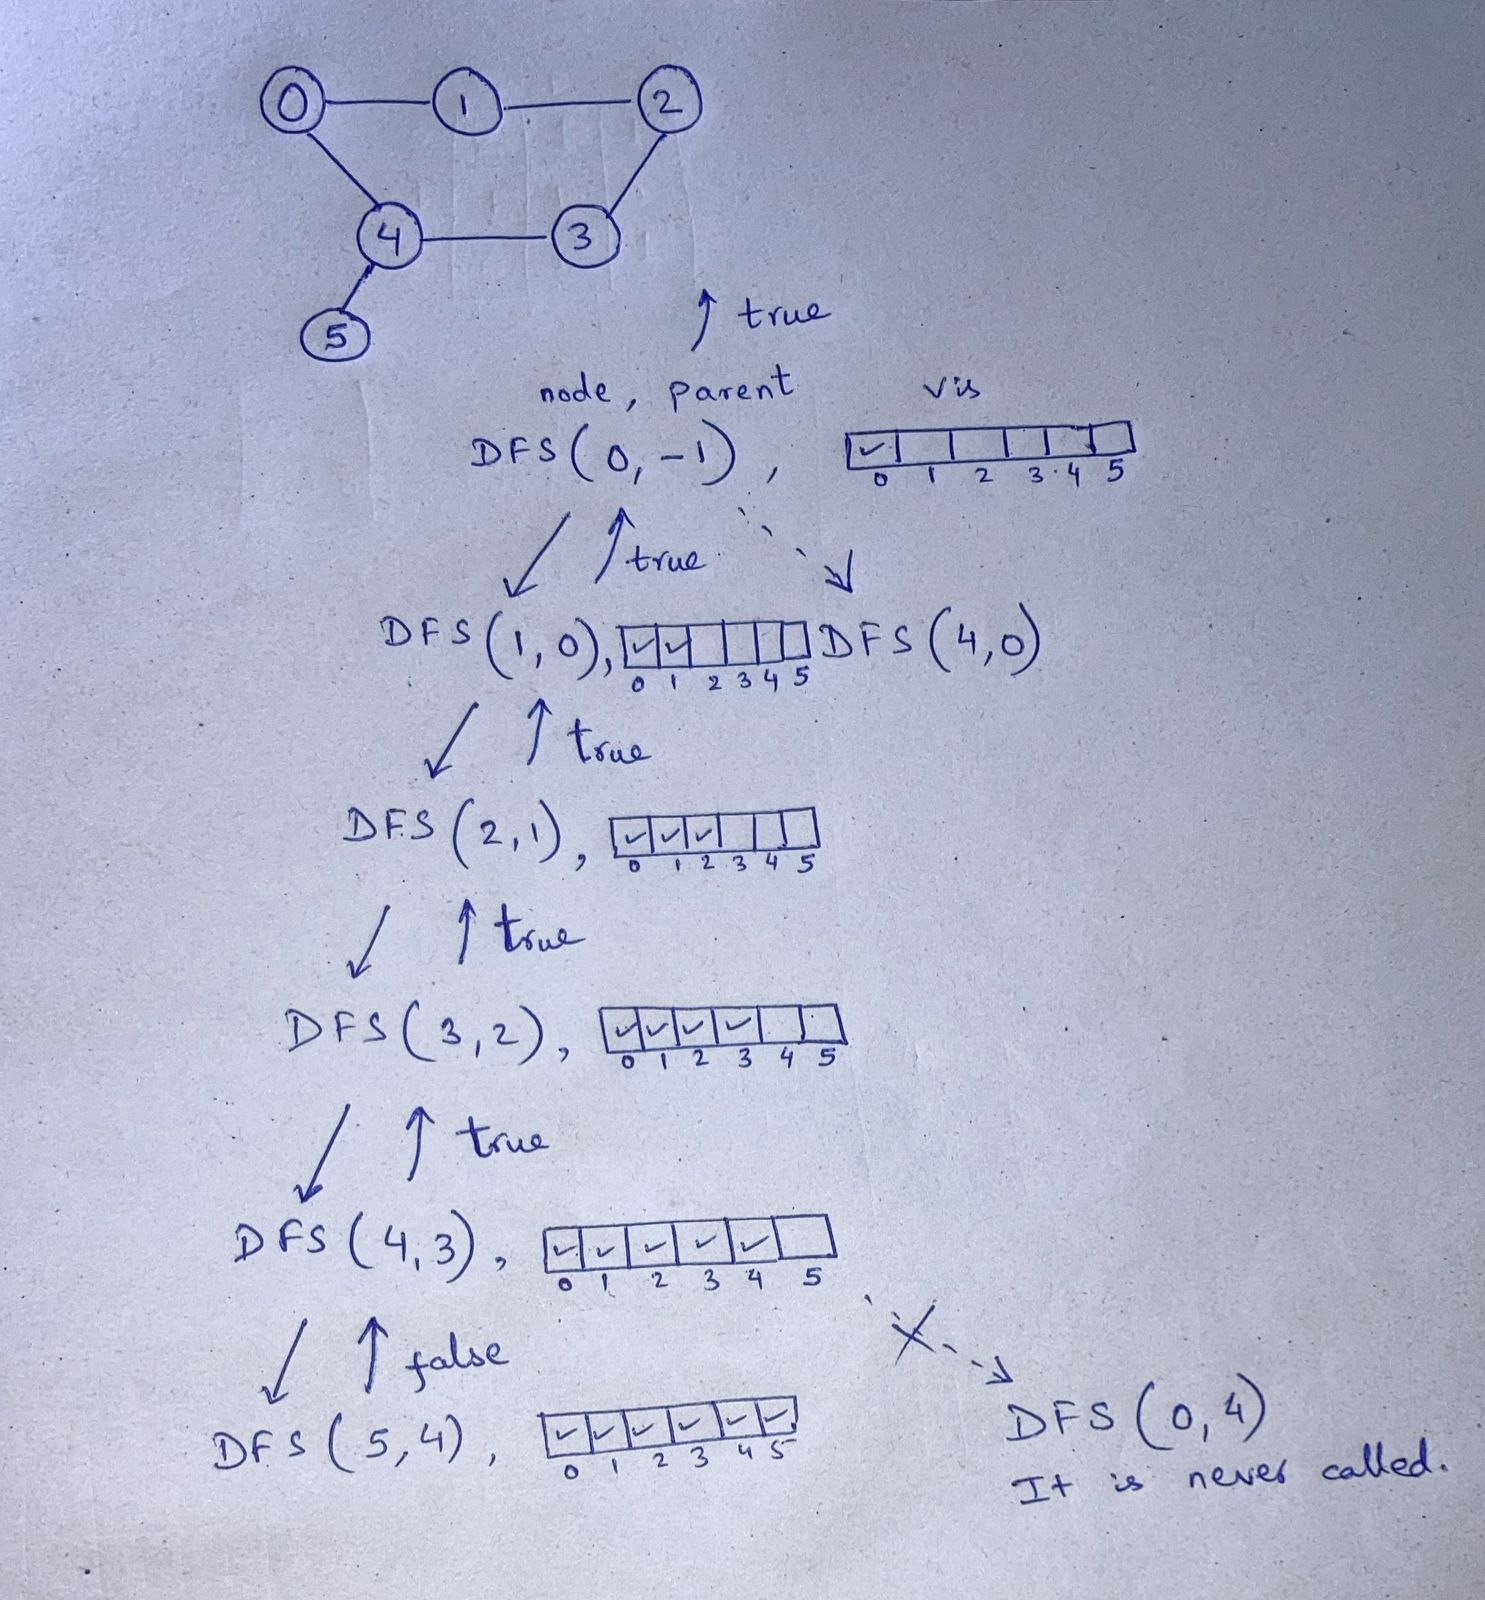 0 1 2
4 3
5
↑ true
node, parent vis
DFS(0,-1), ✓
0 1 2 3 4 5
↙ ↑ true ↘
DFS(1,0), ✓ ✓ DFS(4,0)
0 1 2 3 4 5
↙ ↑ true
DFS(2,1), ✓ ✓ ✓
0 1 2 3 4 5
↙ ↑ true
DFS(3,2), ✓ ✓ ✓ ✓
0 1 2 3 4 5
↙ ↑ true
DFS(4,3), ✓ ✓ ✓ ✓ ✓
0 1 2 3 4 5
X
↙ ↑ false ↘
DFS(5,4), ✓ ✓ ✓ ✓ ✓ ✓ DFS(0,4)
0 1 2 3 4 5
It is never called.